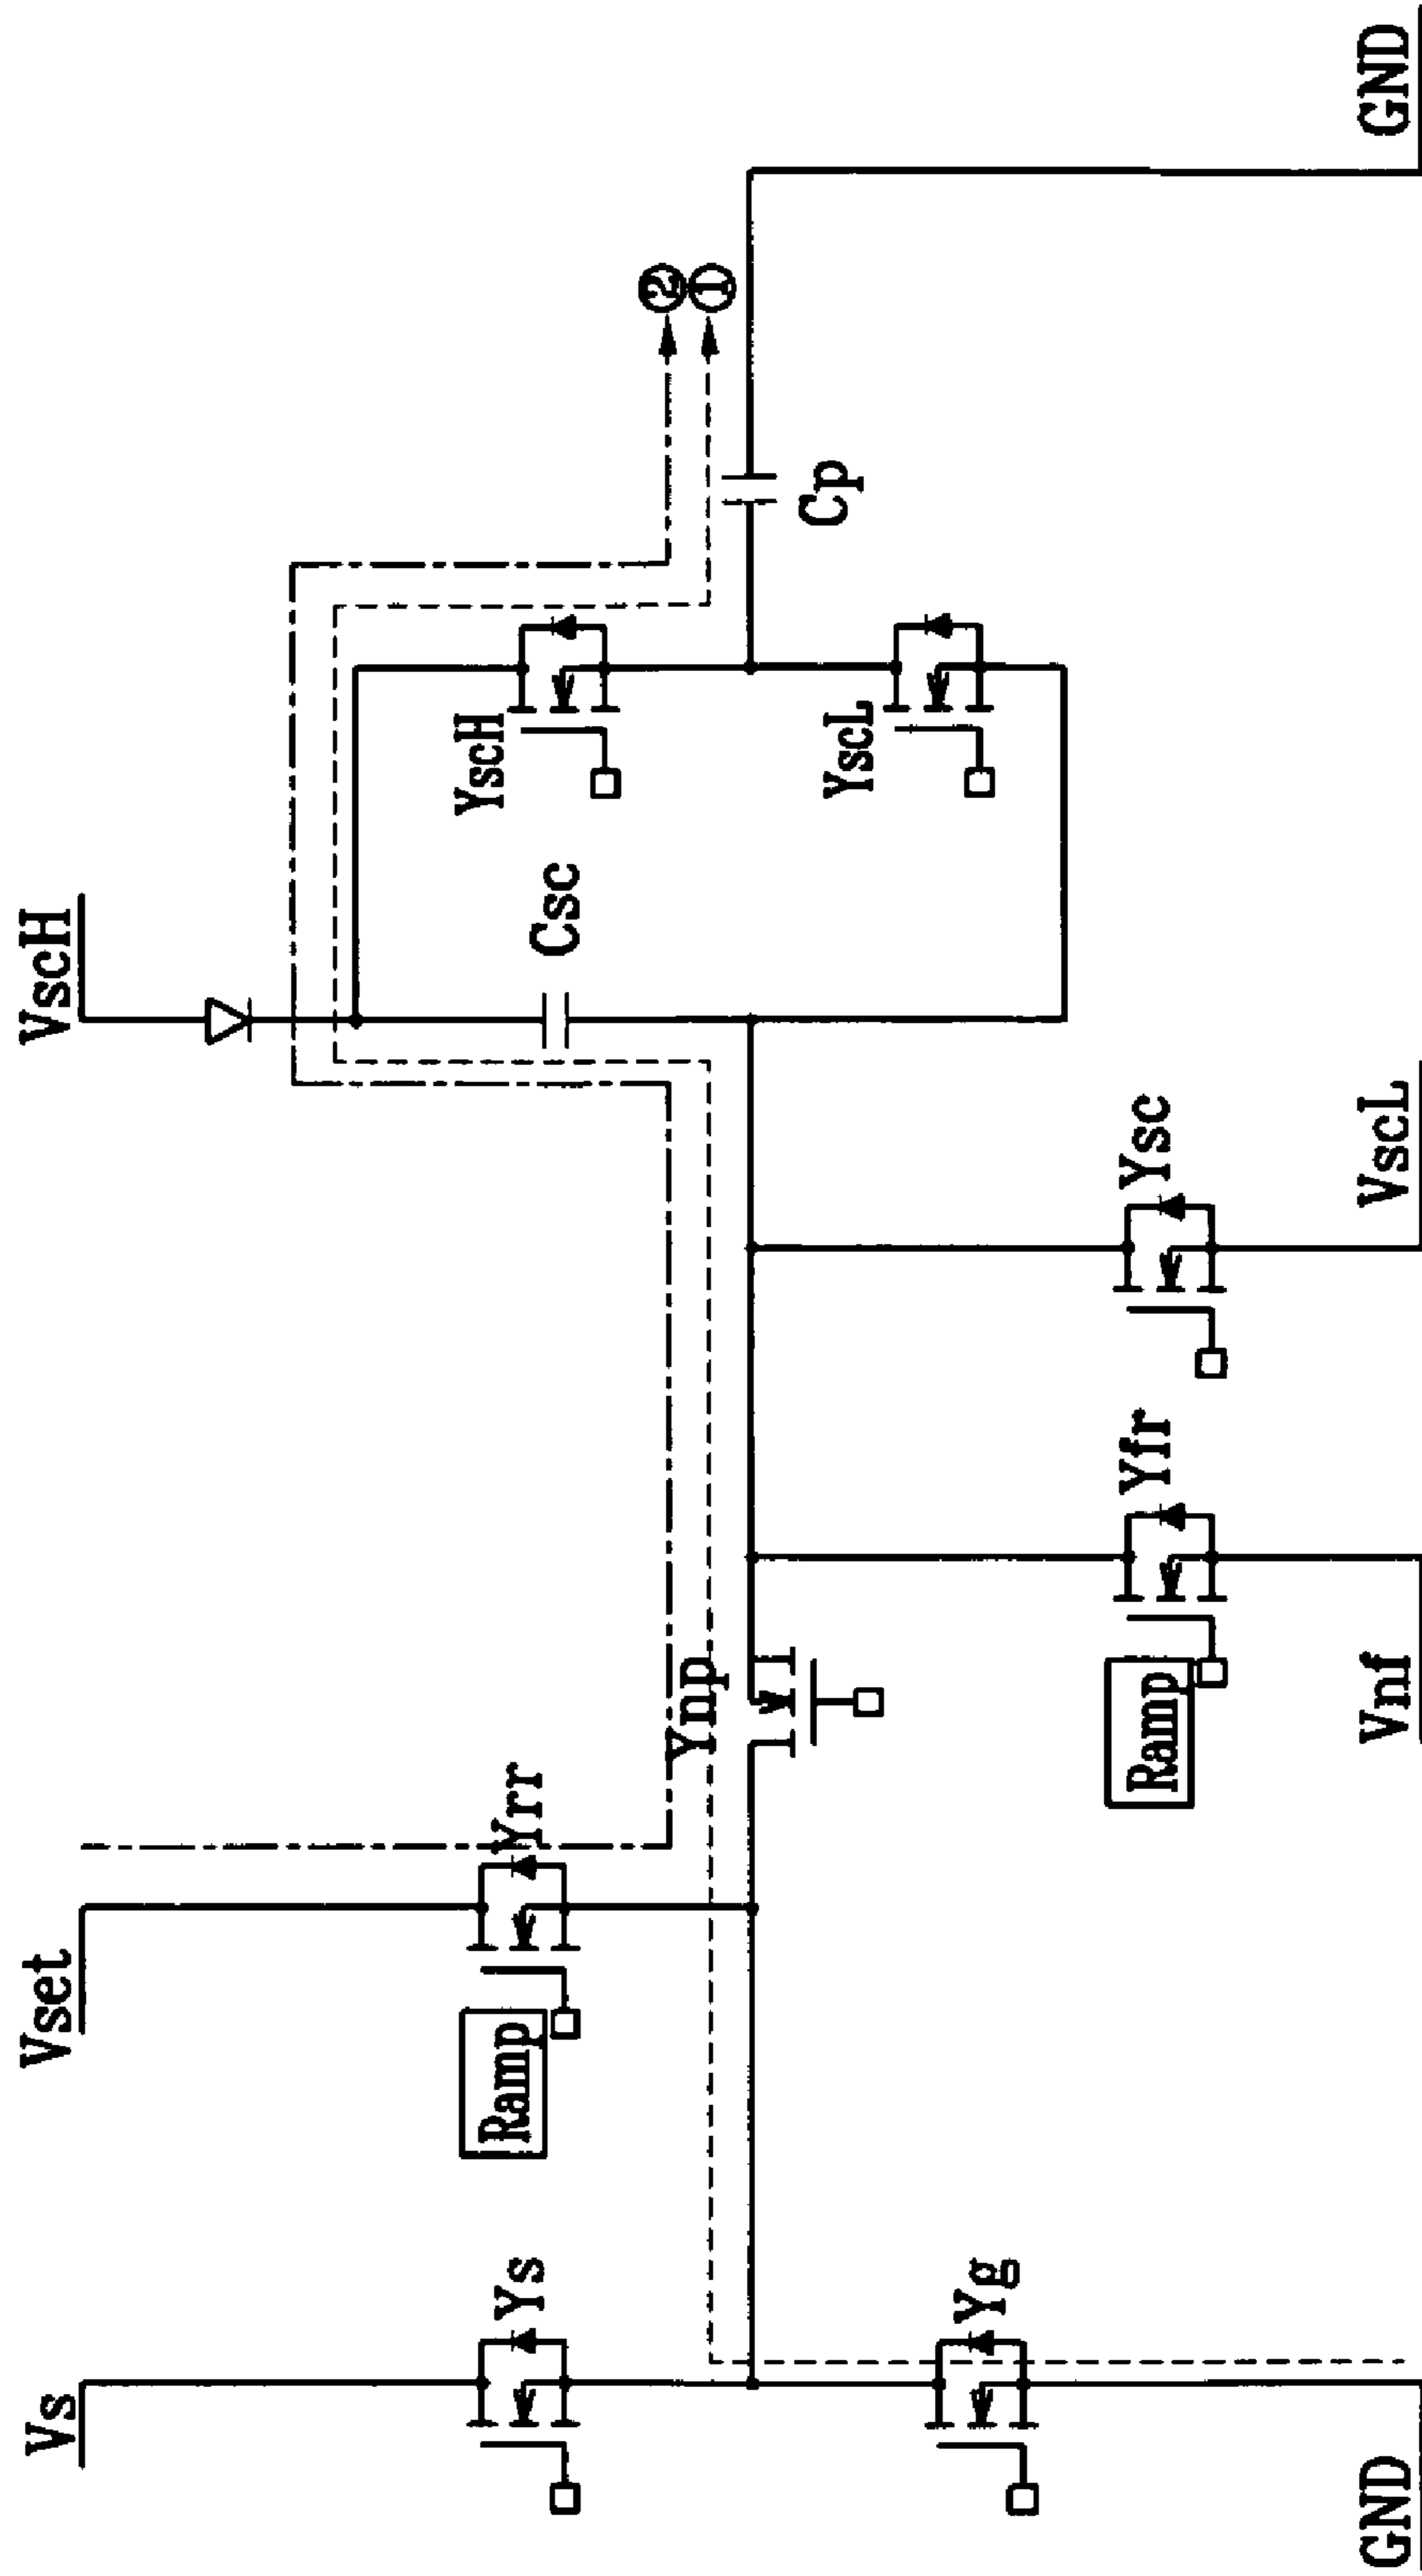 Vs
Vset
VscH
Ys
Ramp
Yrr
Ynp
Csc
YscH
②
①
Cp
YscL
Yg
Ramp
Yfr
Ysc
GND
Vnf
VscL
GND